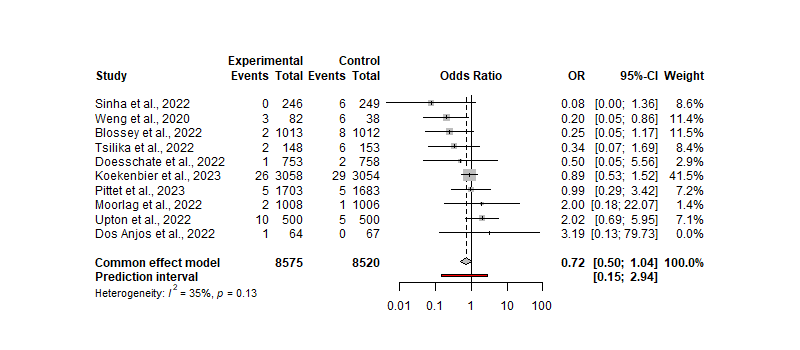 Experimental Control
Study Events Total Events Total Odds Ratio OR 95%-CI Weight
Sinha et al., 2022 0 246 6 249 0.08 [0.00; 1.36] 8.6%
Weng et al., 2020 3 82 6 38 0.20 [0.05; 0.86] 11.4%
Blossey et al., 2022 2 1013 8 1012 0.25 [0.05; 1.17] 11.5%
Tsilika et al., 2022 2 148 6 153 0.34 [0.07; 1.69] 8.4%
Doesschate et al., 2022 1 753 2 758 0.50 [0.05; 5.56] 2.9%
Koekenbier et al., 2023 26 3058 29 3054 0.89 [0.53; 1.52] 41.5%
Pittet et al., 2023 5 1703 5 1683 0.99 [0.29; 3.42] 7.2%
Moorlag et al., 2022 2 1008 1 1006 2.00 [0.18; 22.07] 1.4%
Upton et al., 2022 10 500 5 500 2.02 [0.69; 5.95] 7.1%
Dos Anjos et al., 2022 1 64 0 67 3.19 [0.13; 79.73] 0.0%
Common effect model 8575 8520 0.72 [0.50; 1.04] 100.0%
Prediction interval [0.15; 2.94]
Heterogeneity: I² = 35%, p = 0.13
0.01 0.1 1 10 100